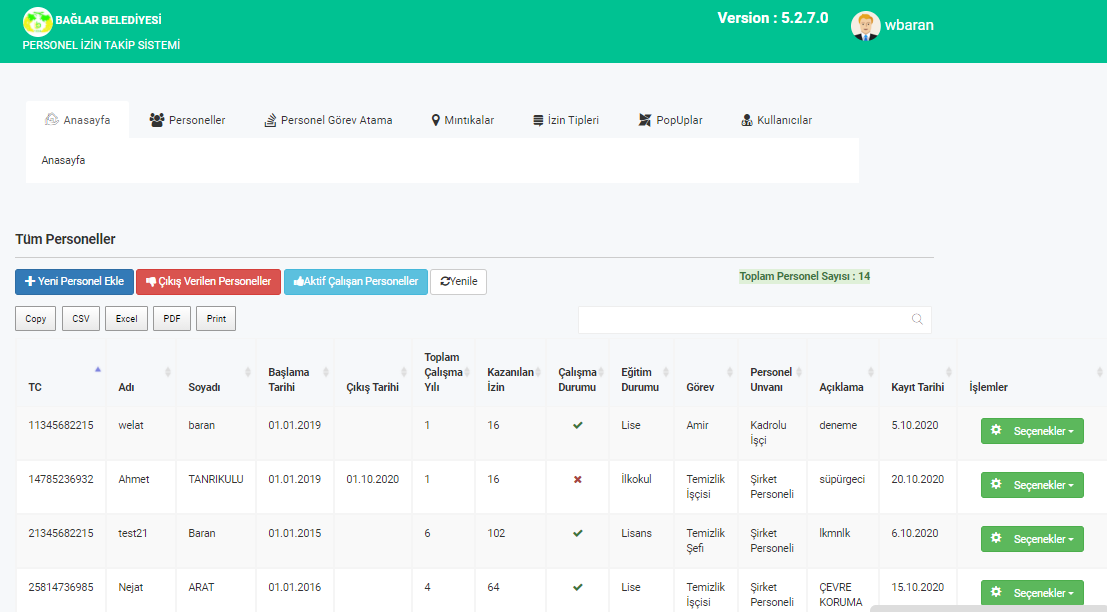 BAĞLAR BELEDİYESİ
PERSONEL İZİN TAKİP SİSTEMİ
Version : 5.2.7.0
wbaran
Anasayfa Personeller Personel Görev Atama Mıntıkalar İzin Tipleri PopUplar Kullanıcılar
Anasayfa
Tüm Personeller
Yeni Personel Ekle Çıkış Verilen Personeller Aktif Çalışan Personeller Yenile
Toplam Personel Sayısı : 14
Copy CSV Excel PDF Print
TC Adı Soyadı Başlama Tarihi Çıkış Tarihi Toplam Çalışma Yılı Kazanılan İzin Çalışma Durumu Eğitim Durumu Görev Personel Unvanı Açıklama Kayıt Tarihi İşlemler
11345682215 welat baran 01.01.2019 1 16 Lise Amir Kadrolu İşçi deneme 5.10.2020 Seçenekler
14785236932 Ahmet TANRIKULU 01.01.2019 01.10.2020 1 16 İlkokul Temizlik İşçisi Şirket Personeli süpürgeci 20.10.2020 Seçenekler
21345682215 test21 Baran 01.01.2015 6 102 Lisans Temizlik Şefi Şirket Personeli lkmnlk 6.10.2020 Seçenekler
25814736985 Nejat ARAT 01.01.2016 4 64 Lise Temizlik İşçisi Şirket Personeli ÇEVRE KORUMA 15.10.2020 Seçenekler